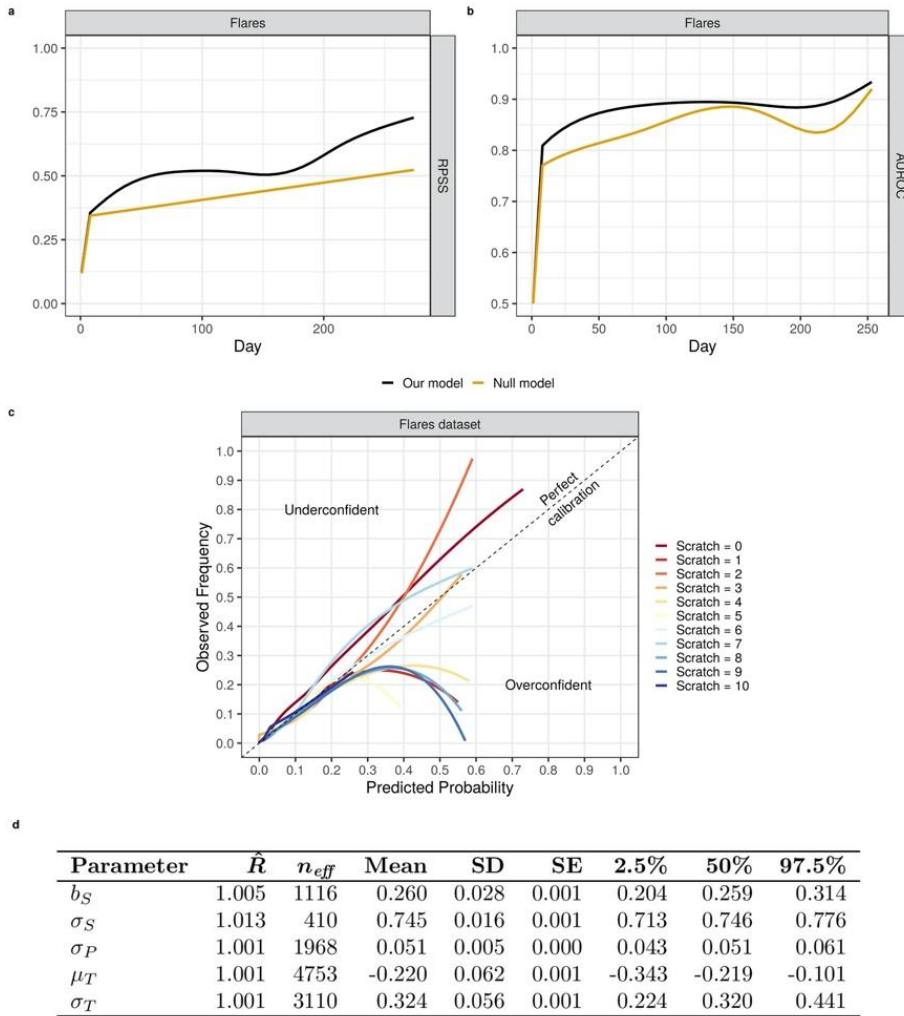 a
Flares
1.00
0.75
0.50
0.25
0.00
0
100
200
Day
RPSS
b
Flares
1.0
0.9
0.8
0.7
0.6
0.5
0
50
100
150
200
250
Day
AUROC
Our model
Null model
c
Flares dataset
1.0
0.9
0.8
0.7
0.6
0.5
0.4
0.3
0.2
0.1
0.0
Observed Frequency
Underconfident
Perfect
calibration
Overconfident
0.0 0.1 0.2 0.3 0.4 0.5 0.6 0.7 0.8 0.9 1.0
Predicted Probability
Scratch = 0
Scratch = 1
Scratch = 2
Scratch = 3
Scratch = 4
Scratch = 5
Scratch = 6
Scratch = 7
Scratch = 8
Scratch = 9
Scratch = 10
d
Parameter R̂ n_eff Mean SD SE 2.5% 50% 97.5%
b_S 1.005 1116 0.260 0.028 0.001 0.204 0.259 0.314
σ_S 1.013 410 0.745 0.016 0.001 0.713 0.746 0.776
σ_P 1.001 1968 0.051 0.005 0.000 0.043 0.051 0.061
μ_T 1.001 4753 -0.220 0.062 0.001 -0.343 -0.219 -0.101
σ_T 1.001 3110 0.324 0.056 0.001 0.224 0.320 0.441